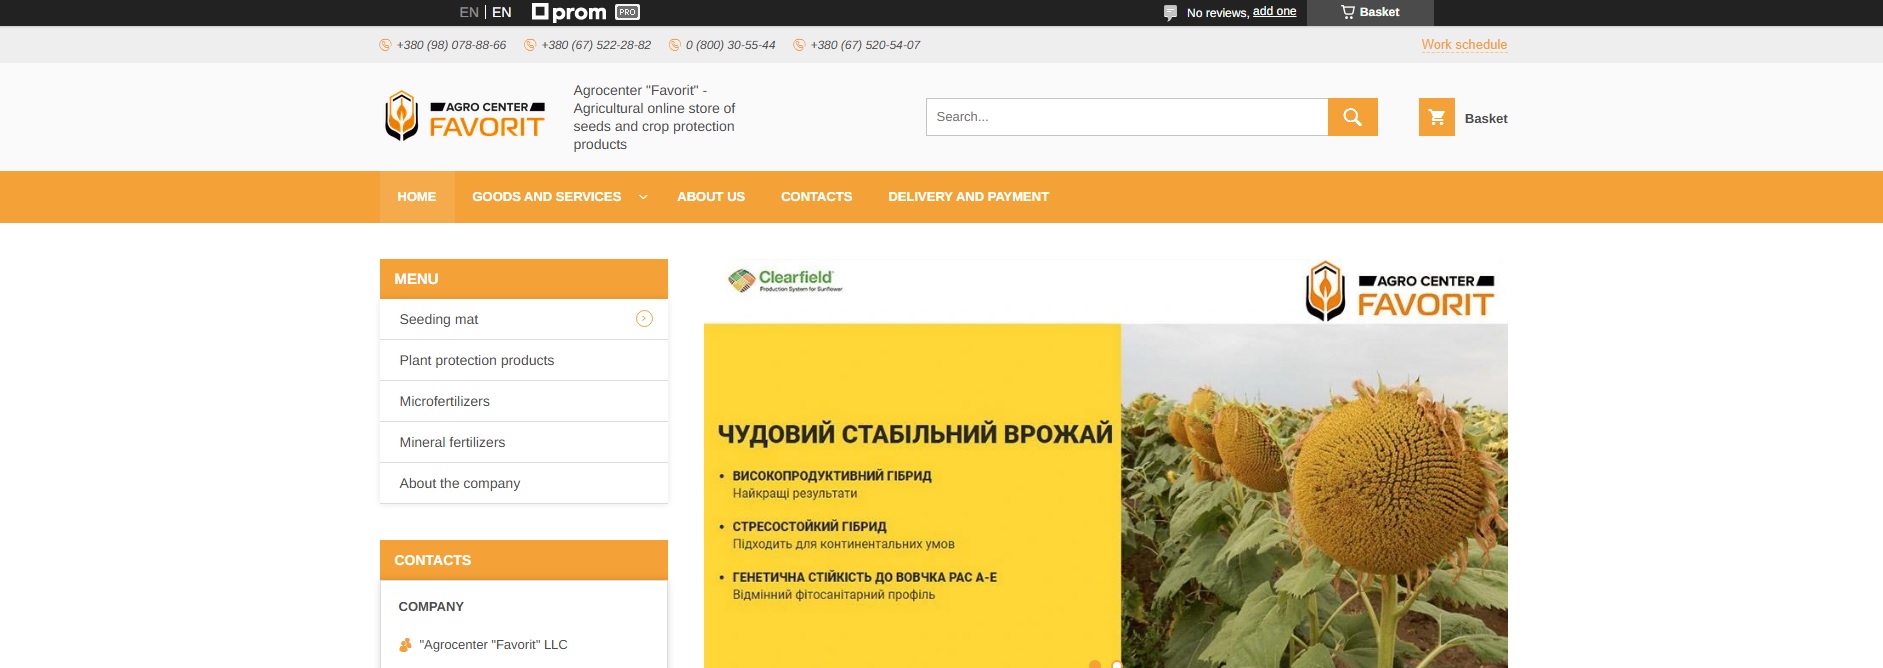 EN | EN
prom PRO
No reviews, add one
Basket
+380 (98) 078-88-66
+380 (67) 522-28-82
0 (800) 30-55-44
+380 (67) 520-54-07
Work schedule
AGRO CENTER
FAVORIT
Agrocenter "Favorit" -
Agricultural online store of
seeds and crop protection
products
Search...
Basket
HOME
GOODS AND SERVICES
ABOUT US
CONTACTS
DELIVERY AND PAYMENT
MENU
Seeding mat
Plant protection products
Microfertilizers
Mineral fertilizers
About the company
CONTACTS
COMPANY
"Agrocenter "Favorit" LLC
Clearfield
Production System for Sunflower
AGRO CENTER
FAVORIT
ЧУДОВИЙ СТАБІЛЬНИЙ ВРОЖАЙ
• ВИСОКОПРОДУКТИВНИЙ ГІБРИД
Найкращі результати
• СТРЕСОСТОЙКИЙ ГІБРИД
Підходить для континентальних умов
• ГЕНЕТИЧНА СТІЙКІСТЬ ДО ВОВЧКА РАС А-Е
Відмінний фітосанітарний профіль